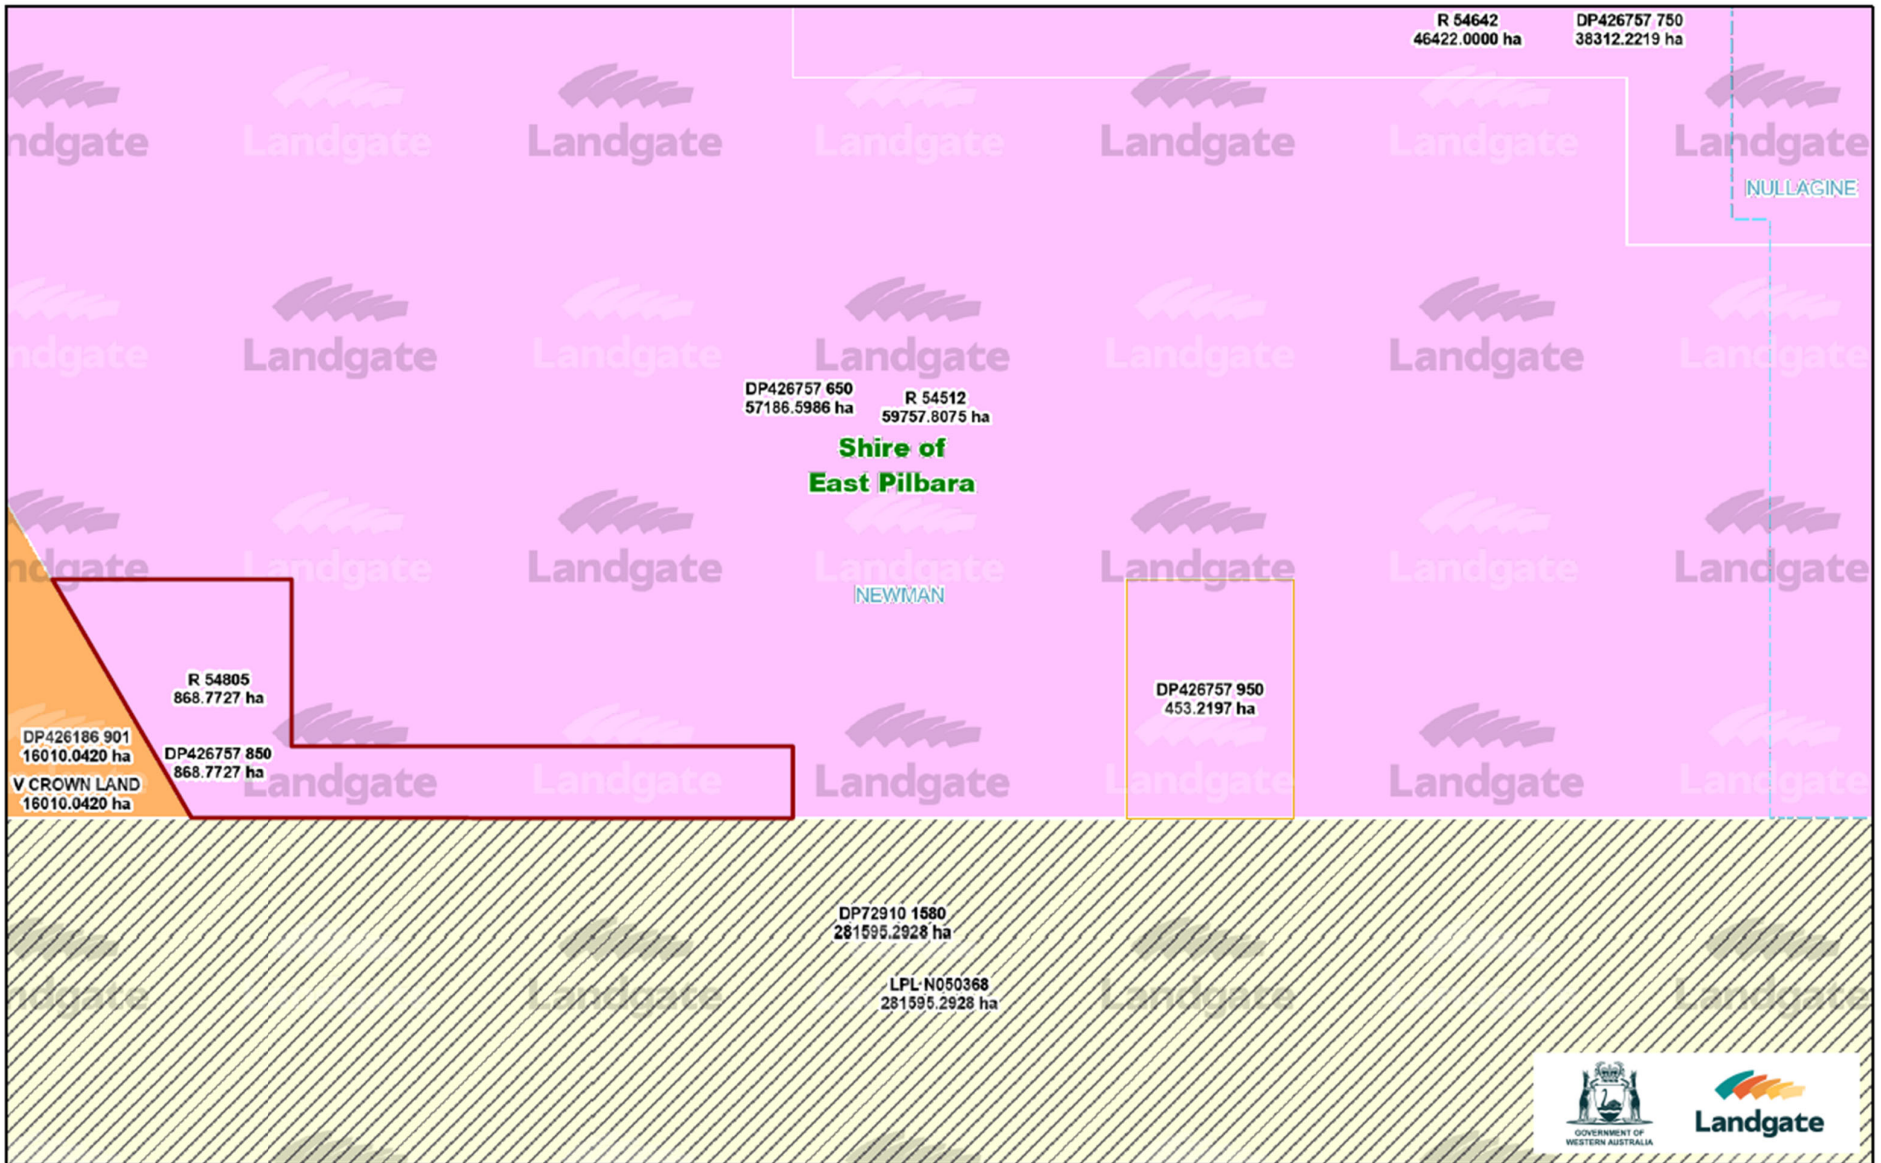 R 54642
46422.0000 ha
DP426757 750
38312.2219 ha
ndgate
Landgate
Landgate
Landgate
Landgate
Landgate
Landgate
NULLAGINE
ndgate
Landgate
Landgate
Landgate
Landgate
Landgate
Landgate
DP426757 650
57186.5986 ha
R 54512
59757.8075 ha
Shire of
East Pilbara
ndgate
Landgate
Landgate
Landgate
Landgate
Landgate
Landgate
NEWMAN
R 54805
868.7727 ha
DP426757 950
453.2197 ha
DP426186 901
16010.0420 ha
DP426757 850
868.7727 ha
V CROWN LAND
16010.0420 ha
Landgate
Landgate
Landgate
Landgate
Landgate
Landgate
DP72910 1580
281595.2928 ha
LPL N050368
281595.2928 ha
ndgate
Landgate
Landgate
Landgate
GOVERNMENT OF
WESTERN AUSTRALIA
Landgate